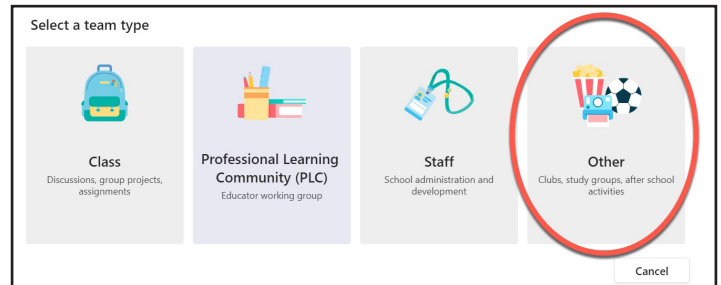 Select a team type
Class
Discussions, group projects,
assignments
Professional Learning
Community (PLC)
Educator working group
Staff
School administration and
development
Other
Clubs, study groups, after school
activities
Cancel